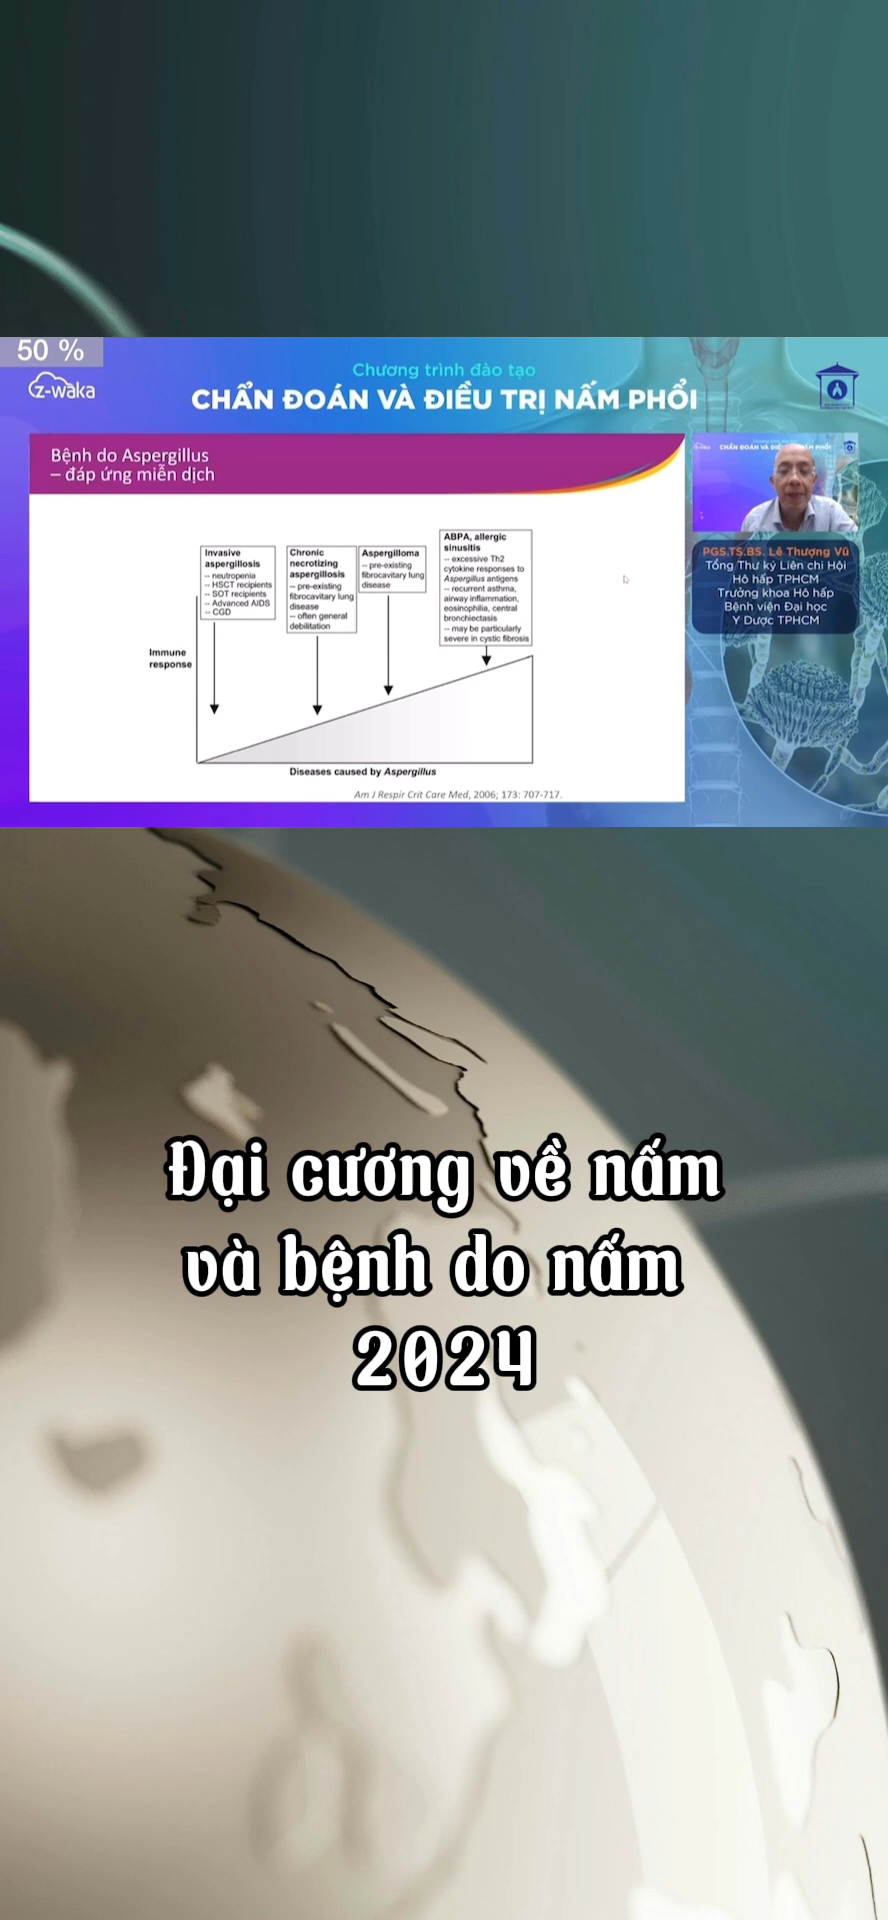 50 %
z-waka
Chương trình đào tạo
CHẨN ĐOÁN VÀ ĐIỀU TRỊ NẤM PHỔI
Bệnh do Aspergillus
– đáp ứng miễn dịch
Invasive
aspergillosis
-- neutropenia
-- HSCT recipients
-- SOT recipients
-- Advanced AIDS
-- CGD
Chronic
necrotizing
aspergillosis
-- pre-existing
fibrocavitary lung
disease
-- often general
debilitation
Aspergilloma
-- pre-existing
fibrocavitary lung
disease
ABPA, allergic
sinusitis
-- excessive Th2
cytokine responses to
Aspergillus antigens
-- recurrent asthma,
airway inflammation,
eosinophilia, central
bronchiectasis
-- may be particularly
severe in cystic fibrosis
Immune
response
Diseases caused by Aspergillus
Am J Respir Crit Care Med, 2006; 173: 707-717.
PGS.TS.BS. Lê Thượng Vũ
Tổng Thư ký Liên chi Hội
Hô hấp TPHCM
Trưởng khoa Hô hấp
Bệnh viện Đại học
Y Dược TPHCM
Đại cương về nấm
và bệnh do nấm
2024